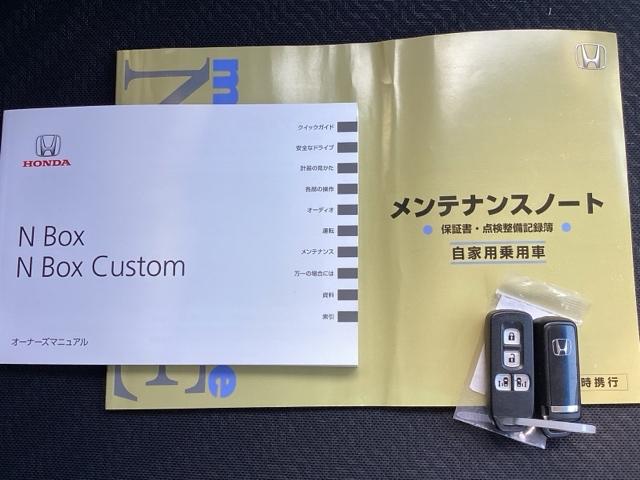 HONDA
N Box
N Box Custom
オーナーズマニュアル
クイックガイド
安全なドライブ
計器の見かた
各部の操作
オーディオ
運転
メンテナンス
万一の場合には
資料
索引
メンテナンスノート
保証書・点検整備記録簿
自家用乗用車
時携行